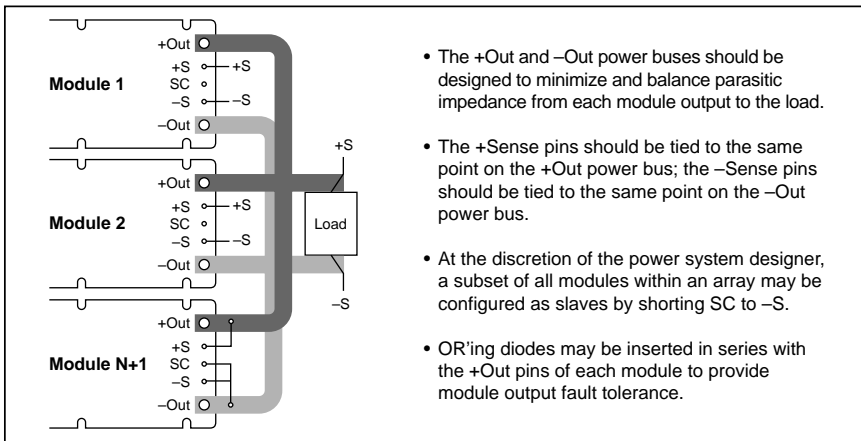 +Out
+S
+S
Module 1
SC
−S
−S
−Out
+S
+Out
+S
+S
Module 2
SC
Load
−S
−S
−Out
−S
+Out
+S
Module N+1
SC
−S
−Out
• The +Out and –Out power buses should be
designed to minimize and balance parasitic
impedance from each module output to the load.
• The +Sense pins should be tied to the same
point on the +Out power bus; the –Sense pins
should be tied to the same point on the –Out
power bus.
• At the discretion of the power system designer,
a subset of all modules within an array may be
configured as slaves by shorting SC to –S.
• OR'ing diodes may be inserted in series with
the +Out pins of each module to provide
module output fault tolerance.